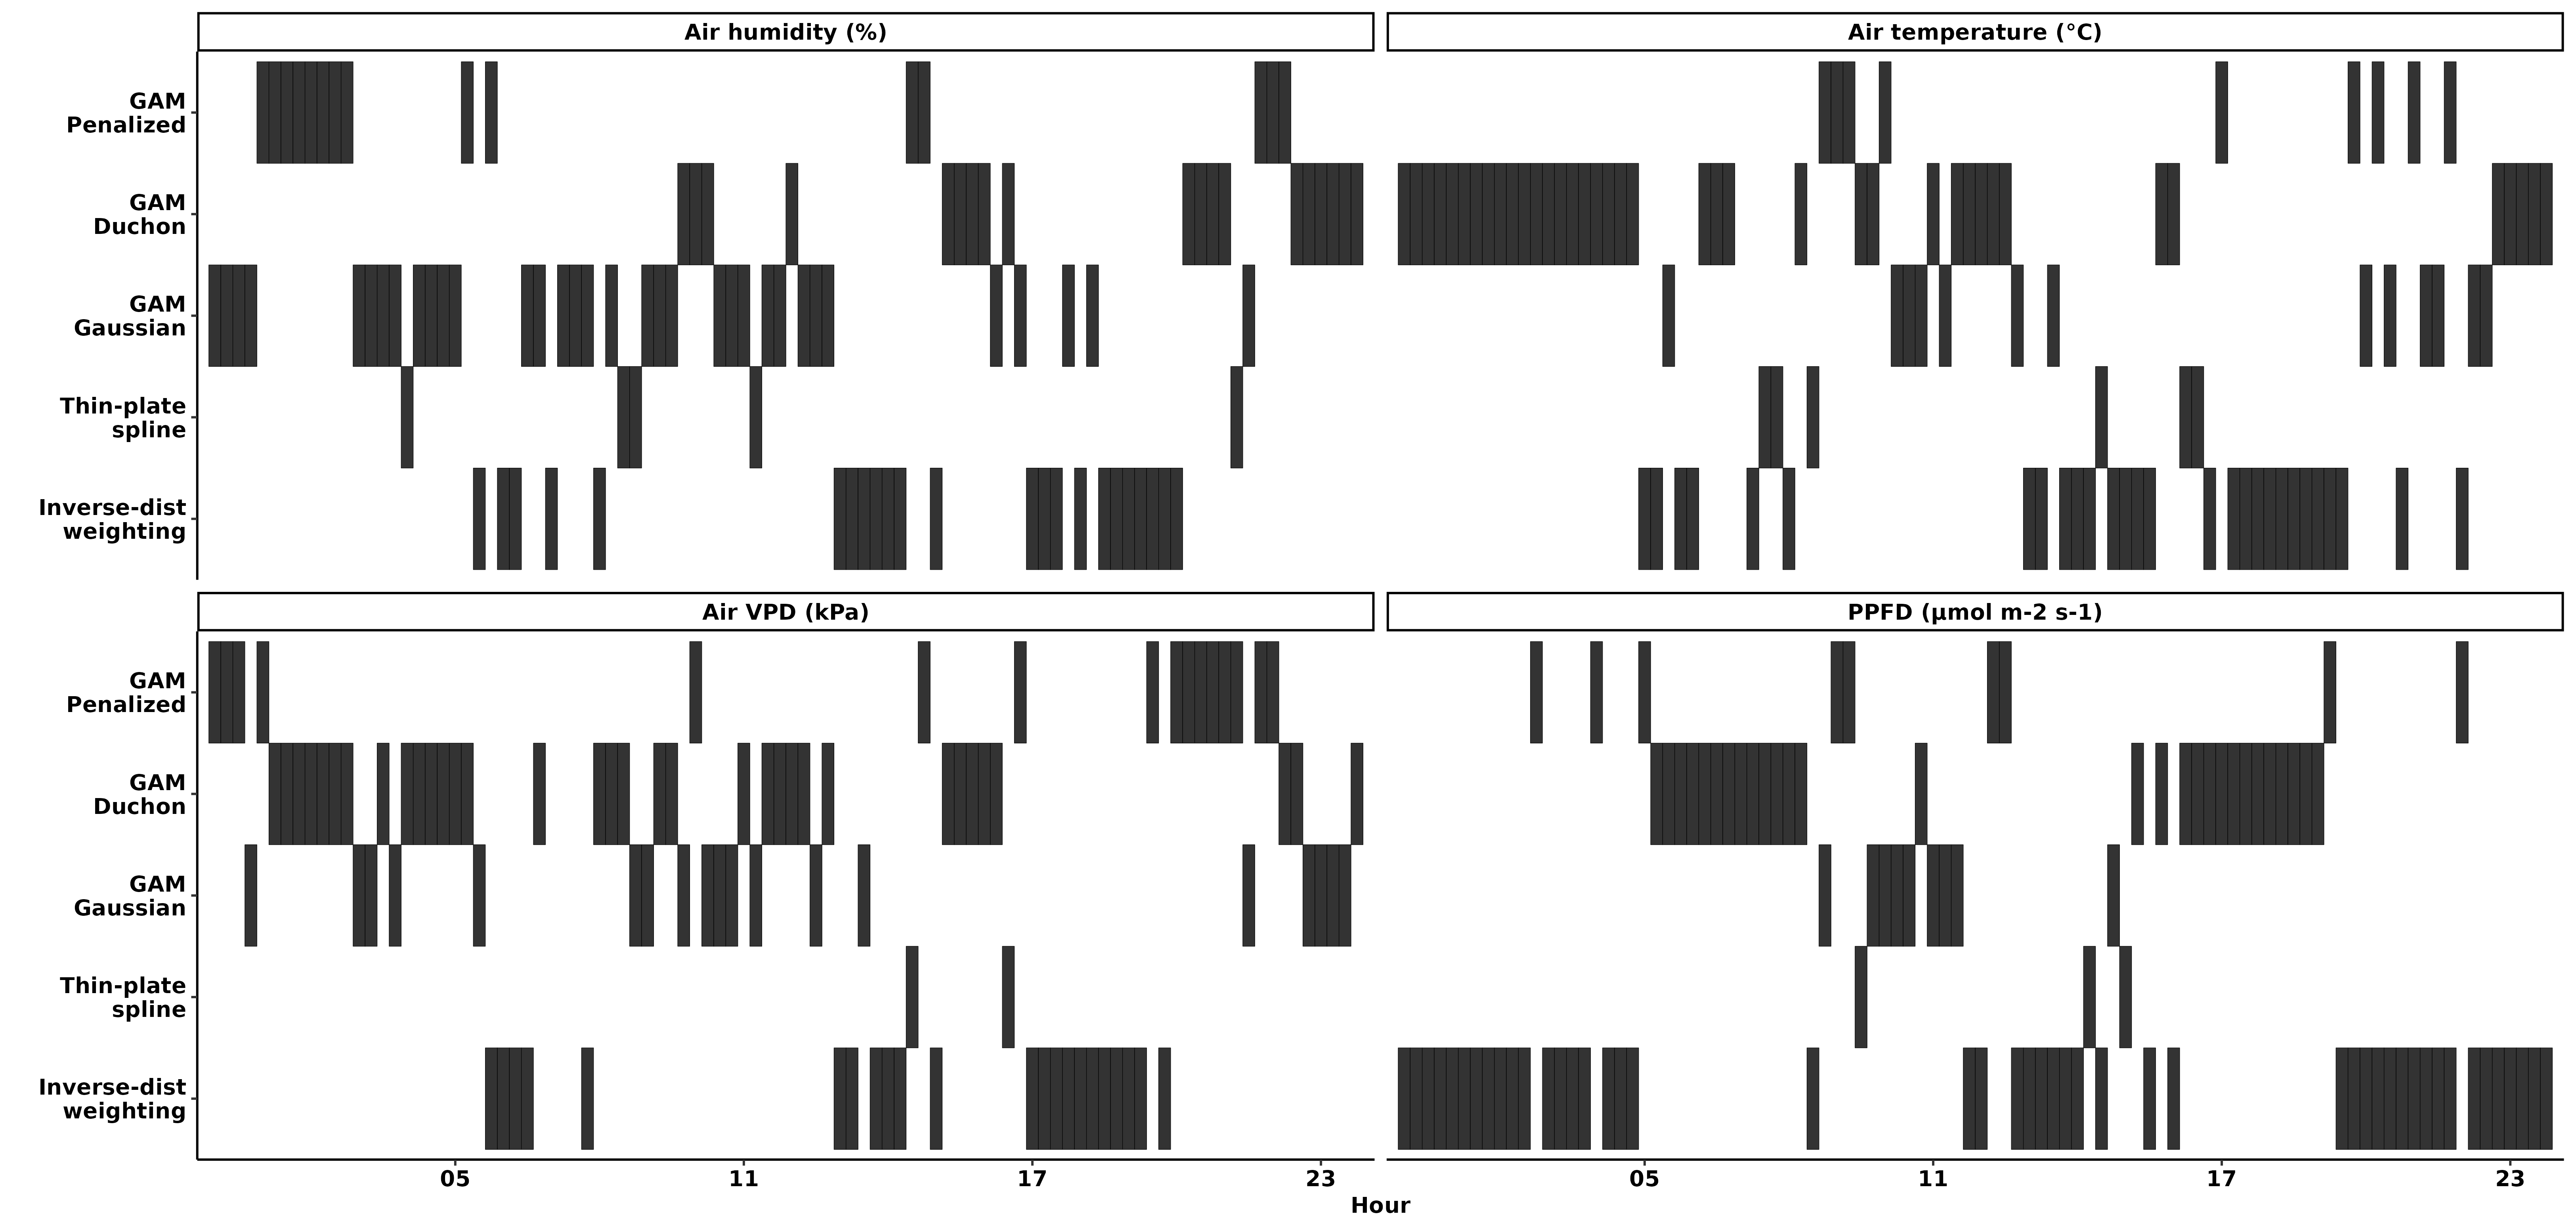 Air humidity (%)
Air temperature (°C)
GAM
Penalized
GAM
Duchon
GAM
Gaussian
Thin-plate
spline
Inverse-dist
weighting
Air VPD (kPa)
PPFD (µmol m-2 s-1)
GAM
Penalized
GAM
Duchon
GAM
Gaussian
Thin-plate
spline
Inverse-dist
weighting
05 11 17 23 05 11 17 23
Hour